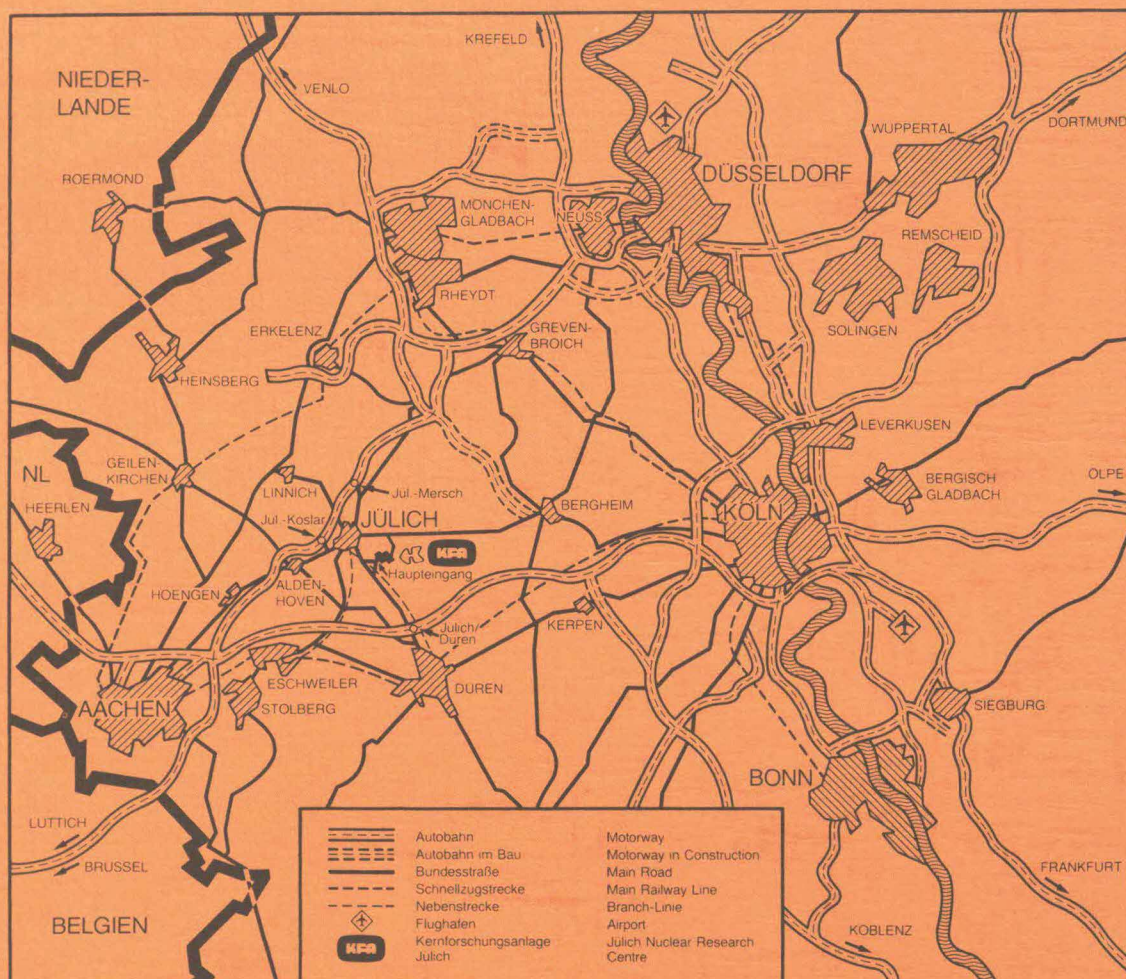 KREFELD
NIEDER-
LANDE
VENLO
DORTMUND
WUPPERTAL
DÜSSELDORF
ROERMOND
MÖNCHEN-
GLADBACH
NEUSS
REMSCHEID
RHEYDT
SOLINGEN
ERKELENZ
GREVEN-
BROICH
HEINSBERG
LEVERKUSEN
NL
GEILEN-
KIRCHEN
HEERLEN
LINNICH
Jül.-Mersch
BERGHEIM
BERGISCH
GLADBACH
OLPE
Jül.-Koslar
JÜLICH
KÖLN
KFA
Haupteingang
HOENGEN
ALDEN-
HOVEN
Jülich/
Düren
KERPEN
ESCHWEILER
DÜREN
STOLBERG
AACHEN
SIEGBURG
BONN
LÜTTICH
BRÜSSEL
BELGIEN
FRANKFURT
KOBLENZ
Autobahn Motorway
Autobahn im Bau Motorway in Construction
Bundesstraße Main Road
Schnellzugstrecke Main Railway Line
Nebenstrecke Branch-Linie
Flughafen Airport
KFA Kernforschungsanlage Jülich Nuclear Research
Jülich Centre